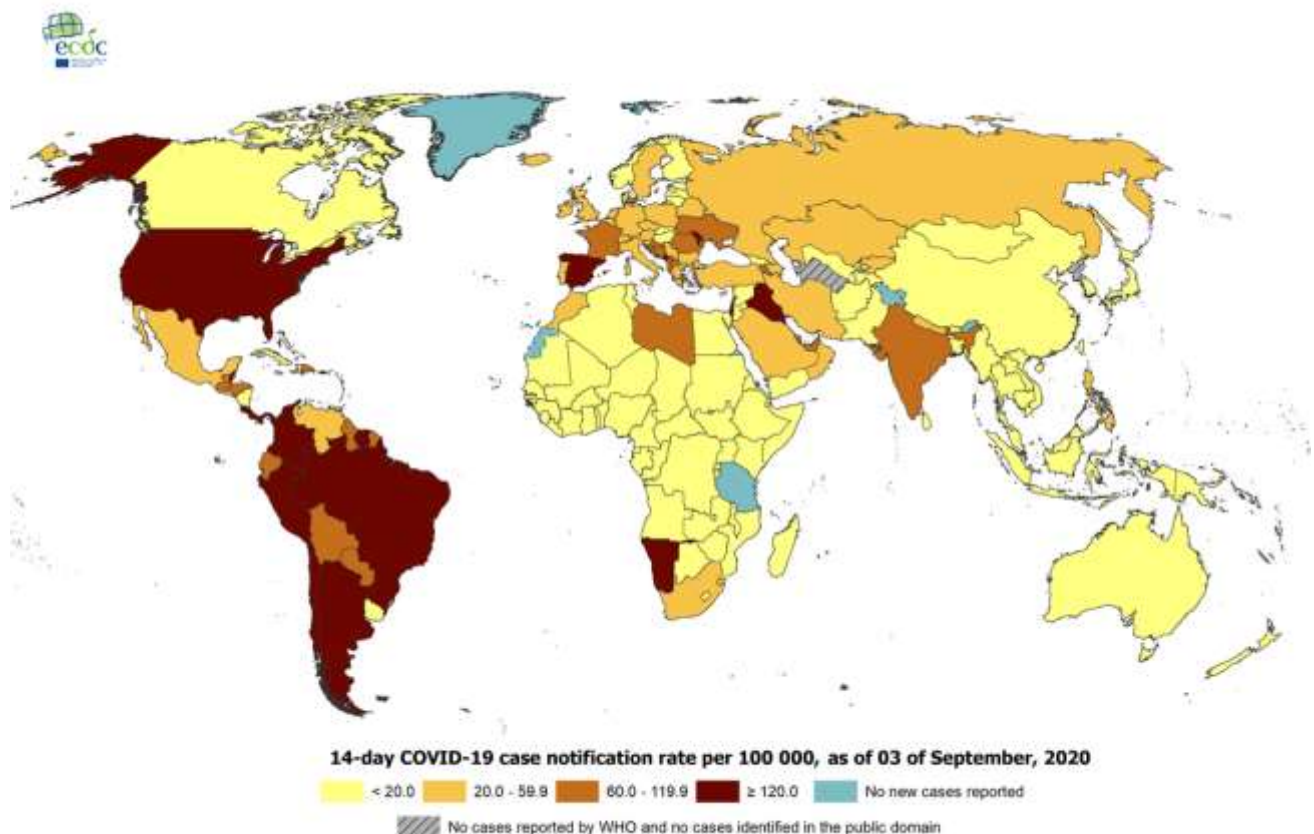 ecdc
14-day COVID-19 case notification rate per 100 000, as of 03 of September, 2020
< 20.0 20.0 - 59.9 60.0 - 119.9 ≥ 120.0 No new cases reported
No cases reported by WHO and no cases identified in the public domain